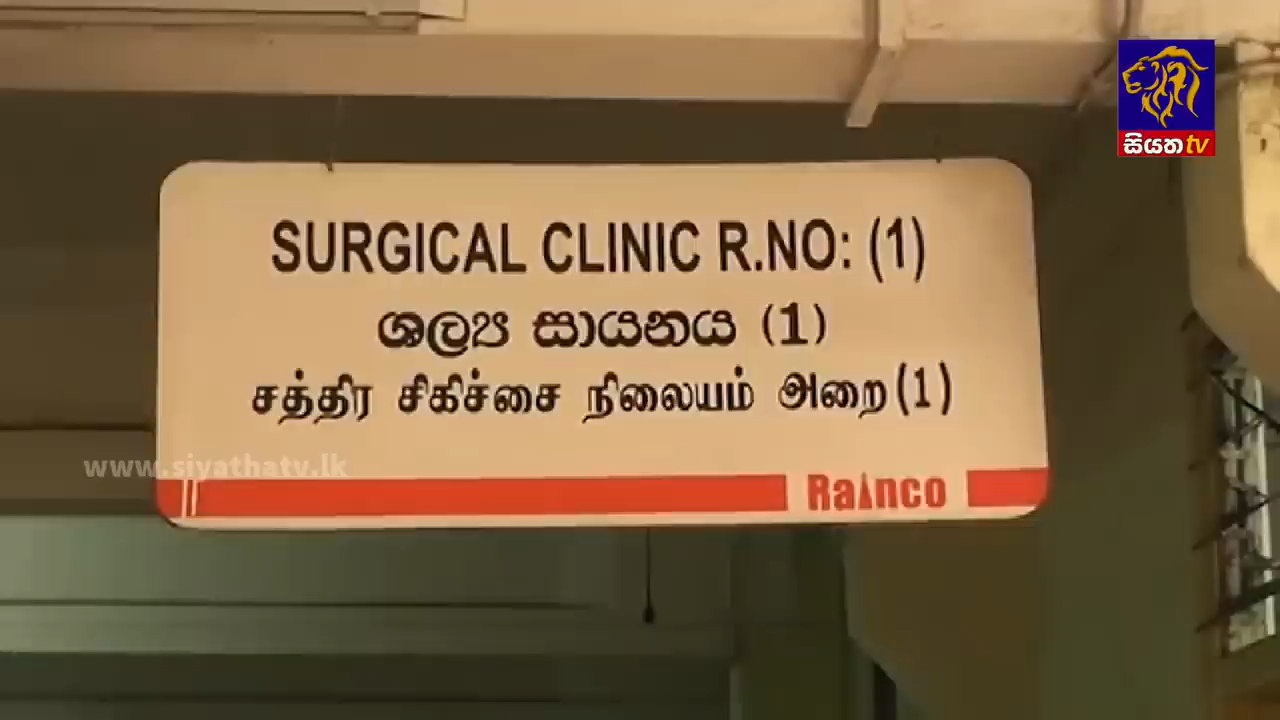 සියත tv
SURGICAL CLINIC R.NO: (1)
ශල්‍ය සායනය (1)
சத்திர சிகிச்சை நிலையம் அறை (1)
www.siyathatv.lk
Rainco